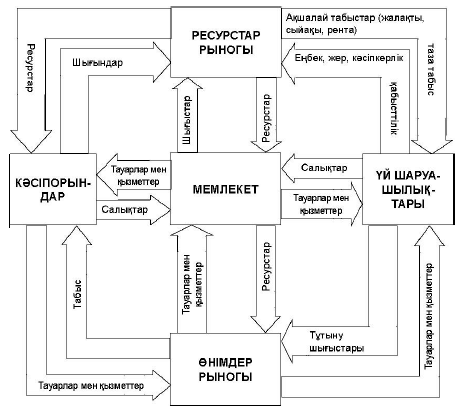 РЕСУРСТАР
РЫНОГЫ
Ақшалай табыстар (жалақты,
сыйақы, рента)
Еңбек, жер, кәсіпкерлік
қабысттілік
таза табыс
Ресурстар
Шығындар
Шығыстар
Ресурстар
КӘСІПОРЫН-
ДАР
Тауарлар мен
қызметтер
Салықтар
МЕМЛЕКЕТ
Салықтар
Тауарлар мен
қызметтер
ҮЙ ШАРУА-
ШЫЛЫҚ-
ТАРЫ
Табыс
Тауарлар мен
қызметтер
Ресурстар
Тұтыну
шығыстары
Тауарлар мен қызметтер
Тауарлар мен қызметтер
ӨНІМДЕР
РЫНОГЫ